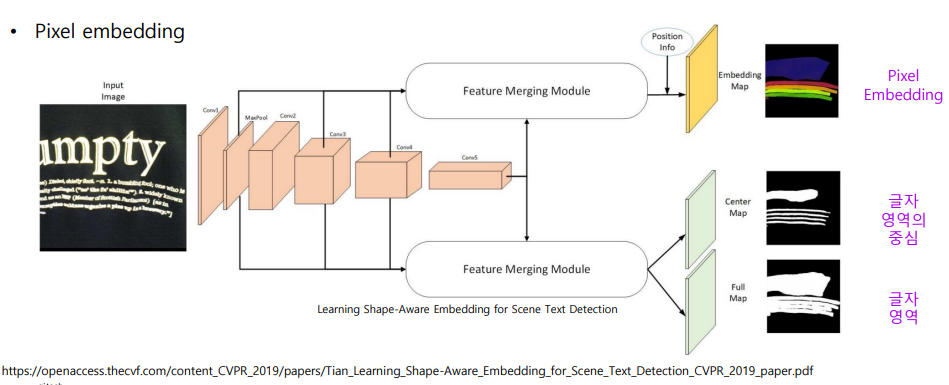 • Pixel embedding
Input
Image
umpty
Conv1
MaxPool
Conv2
Conv3
Conv4
Conv5
Feature Merging Module
Position
Info
Embedding
Map
Pixel
Embedding
Center
Map
글자
영역의
중심
Feature Merging Module
Full
Map
글자
영역
Learning Shape-Aware Embedding for Scene Text Detection
https://openaccess.thecvf.com/content_CVPR_2019/papers/Tian_Learning_Shape-Aware_Embedding_for_Scene_Text_Detection_CVPR_2019_paper.pdf